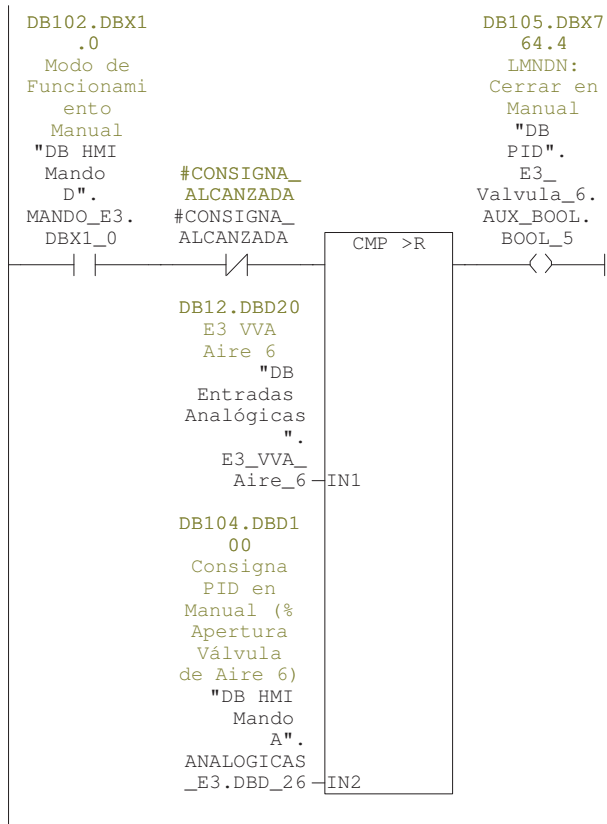 DB102.DBX1
.0
Modo de
Funcionami
ento
Manual
"DB HMI
Mando
D".
MANDO_E3.
DBX1_0
#CONSIGNA_
ALCANZADA
#CONSIGNA_
ALCANZADA
CMP >R
DB105.DBX7
64.4
LMNDN:
Cerrar en
Manual
"DB
PID".
E3_
Valvula_6.
AUX_BOOL.
BOOL_5
DB12.DBD20
E3 VVA
Aire 6
"DB
Entradas
Analógicas
".
E3_VVA_
Aire_6
IN1
DB104.DBD1
00
Consigna
PID en
Manual (%
Apertura
Válvula
de Aire 6)
"DB HMI
Mando
A".
ANALOGICAS
_E3.DBD_26
IN2